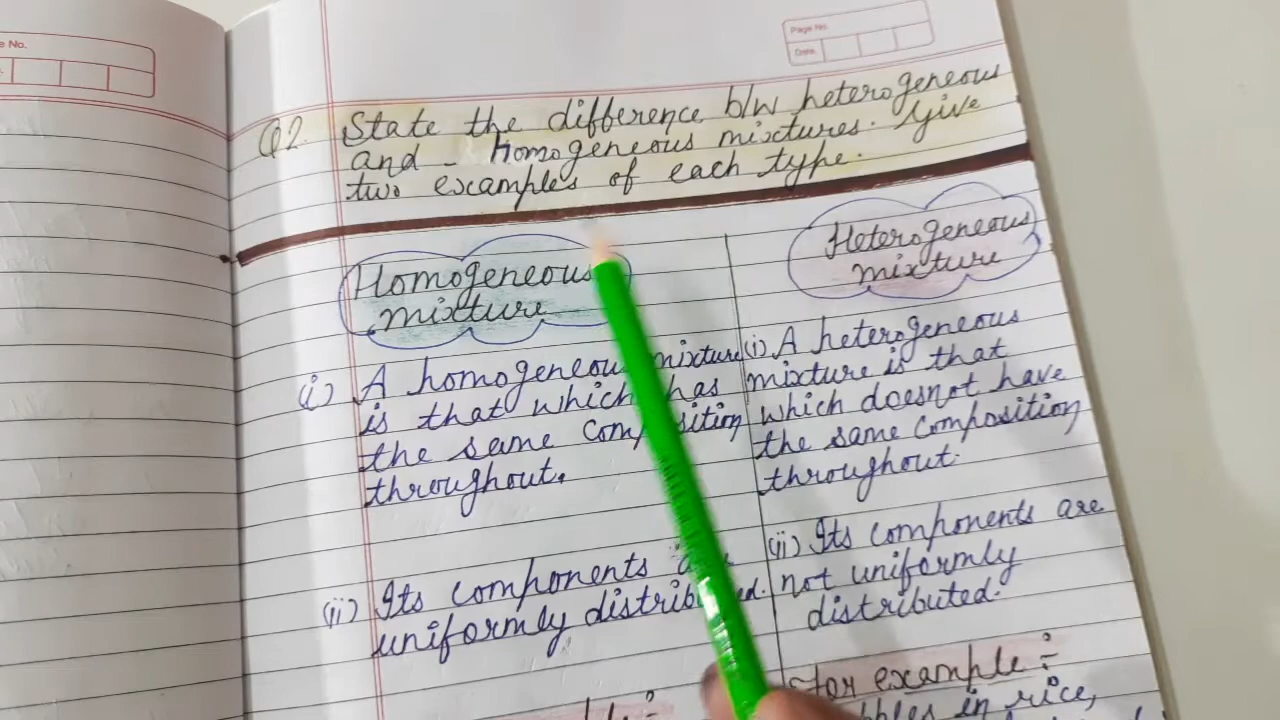 e No.
Page No.
Date
Q2. State the difference b/w heterogeneous
and - homogeneous mixtures. Give
two examples of each type.
Homogeneous
mixture
(i) A homogeneous mixture
is that which has
the same composition
throughout.
(ii) Its components
uniformly distributed.
Heterogeneous
mixture
(i) A heterogeneous
mixture is that
which doesnot have
the same composition
throughout.
(ii) Its components are
not uniformly
distributed.
For example :-
in rice,